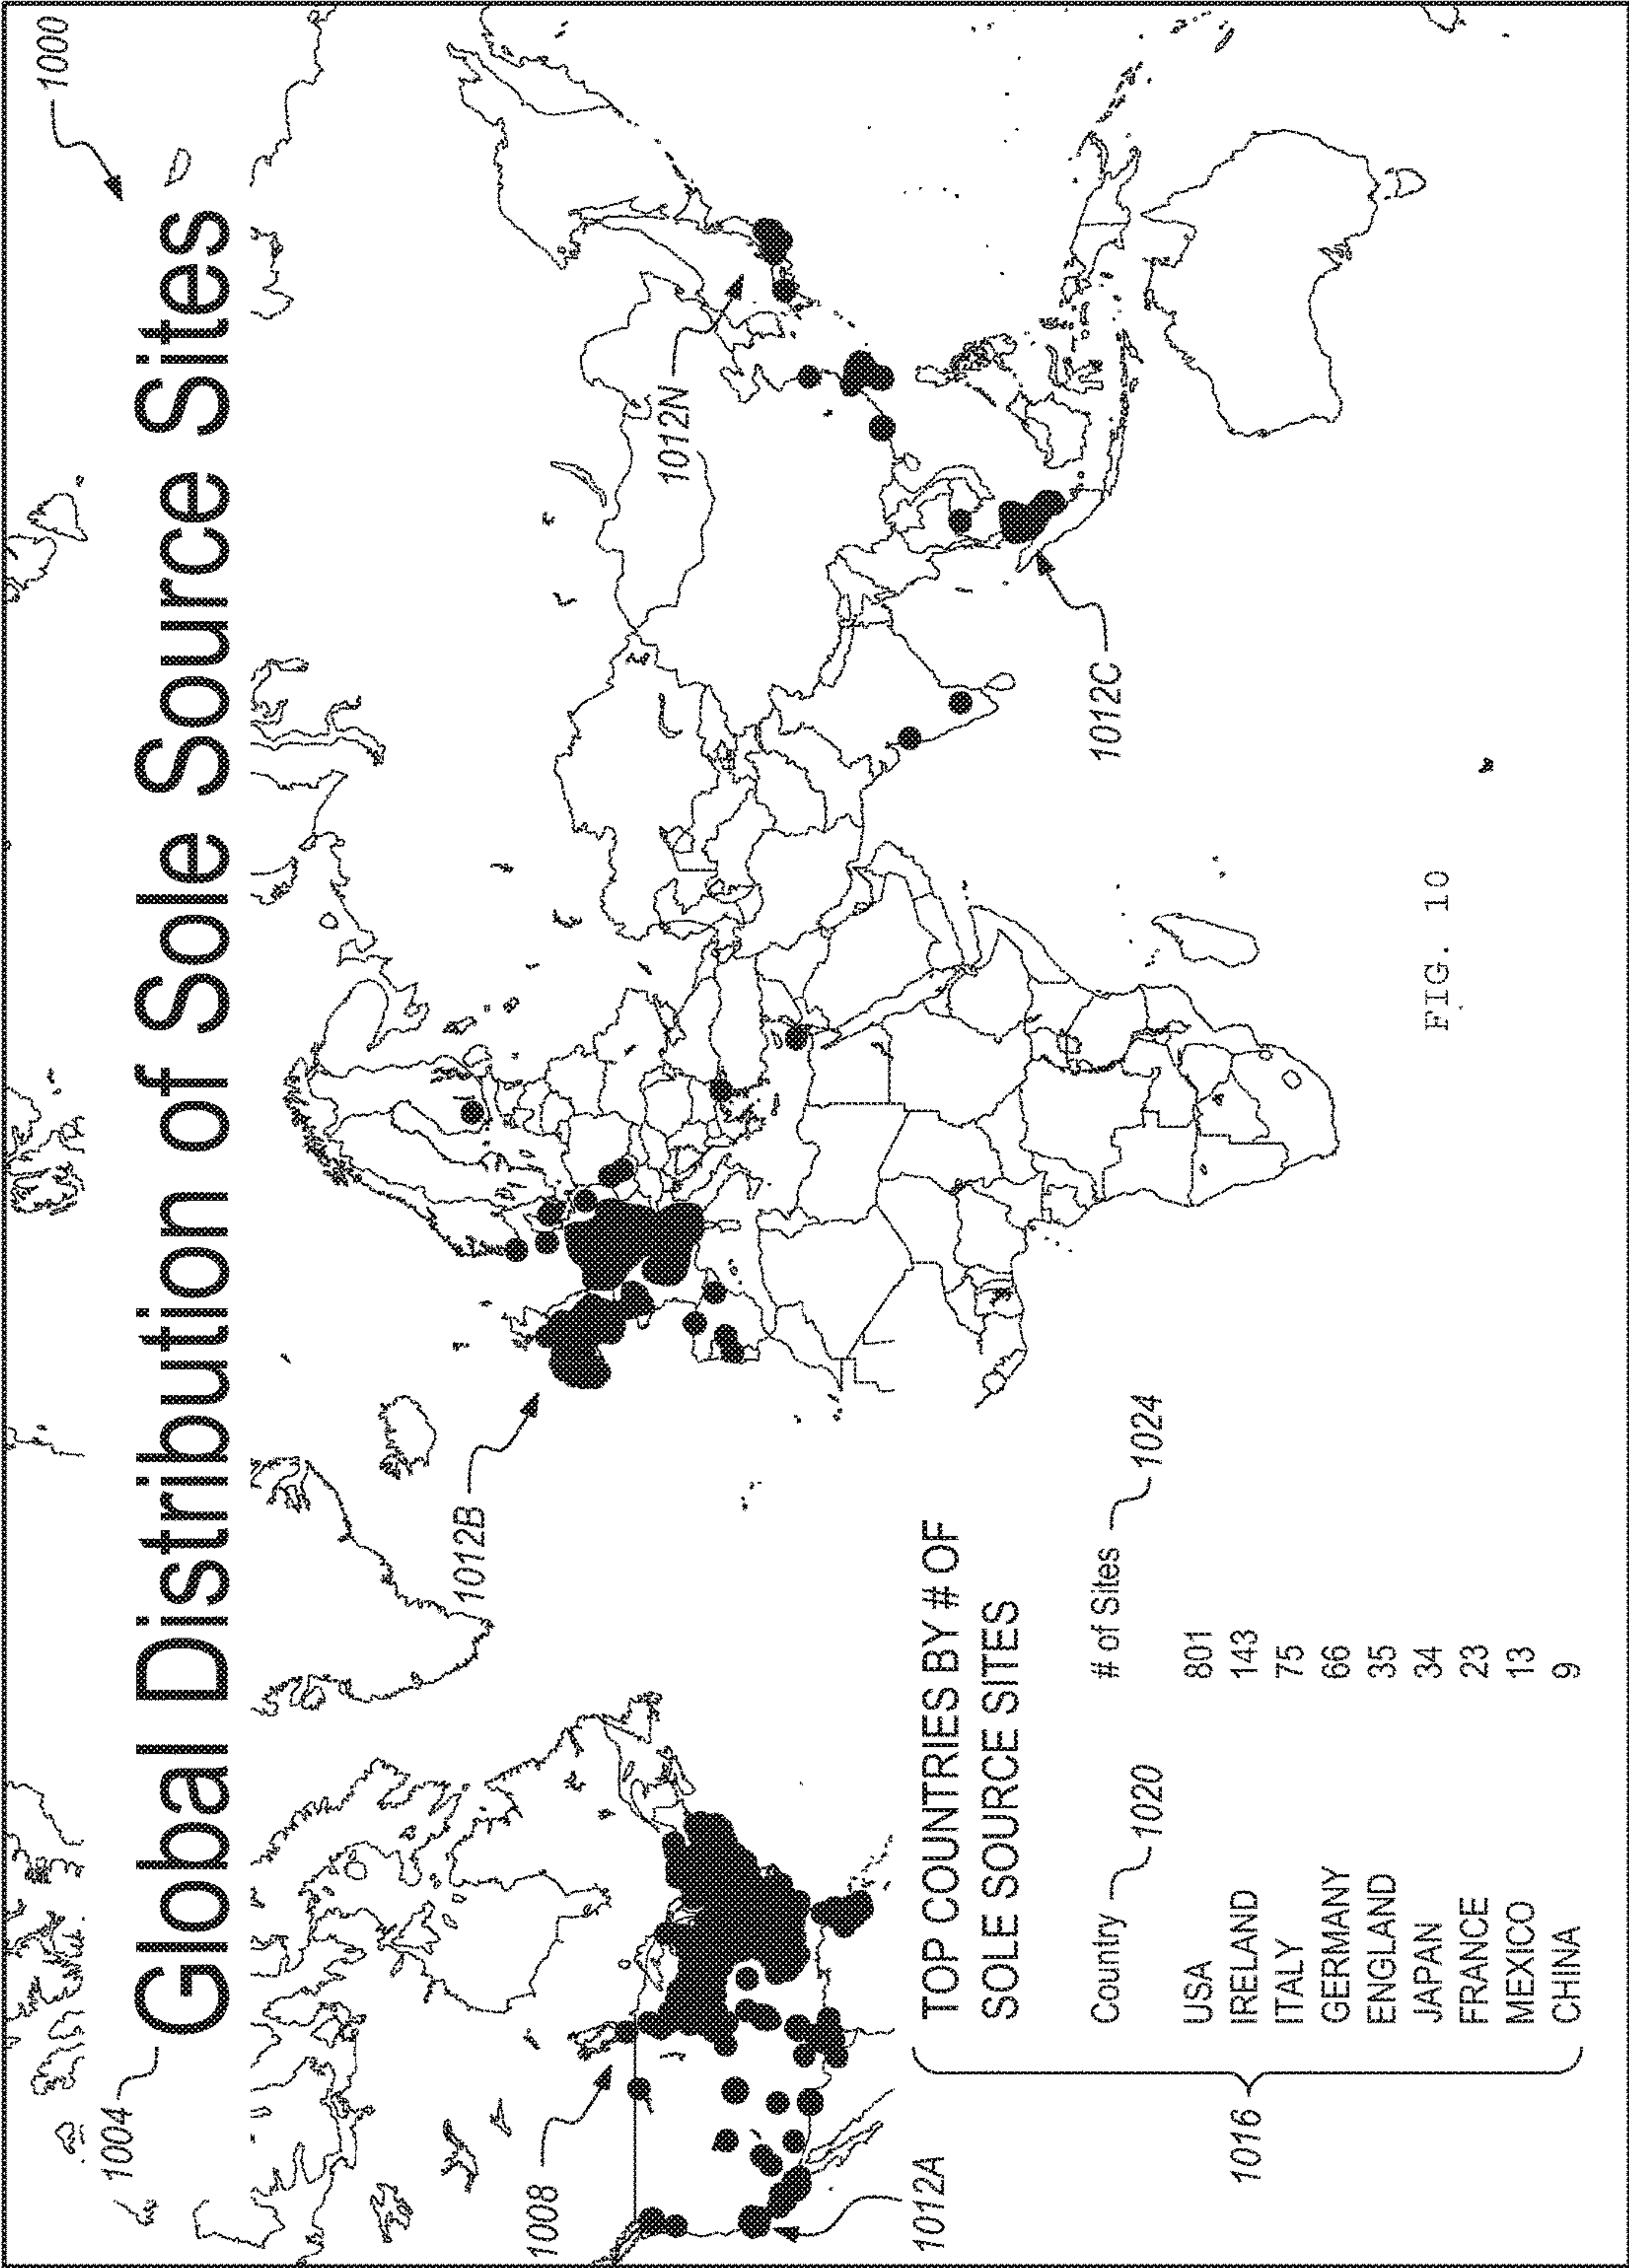 1000
1004
Global Distribution of Sole Source Sites
1008
1012A
1012B
1012N
1012C
TOP COUNTRIES BY # OF
SOLE SOURCE SITES
1016
Country 1020 # of Sites 1024
USA 801
IRELAND 143
ITALY 75
GERMANY 66
ENGLAND 35
JAPAN 34
FRANCE 23
MEXICO 13
CHINA 9
FIG. 10